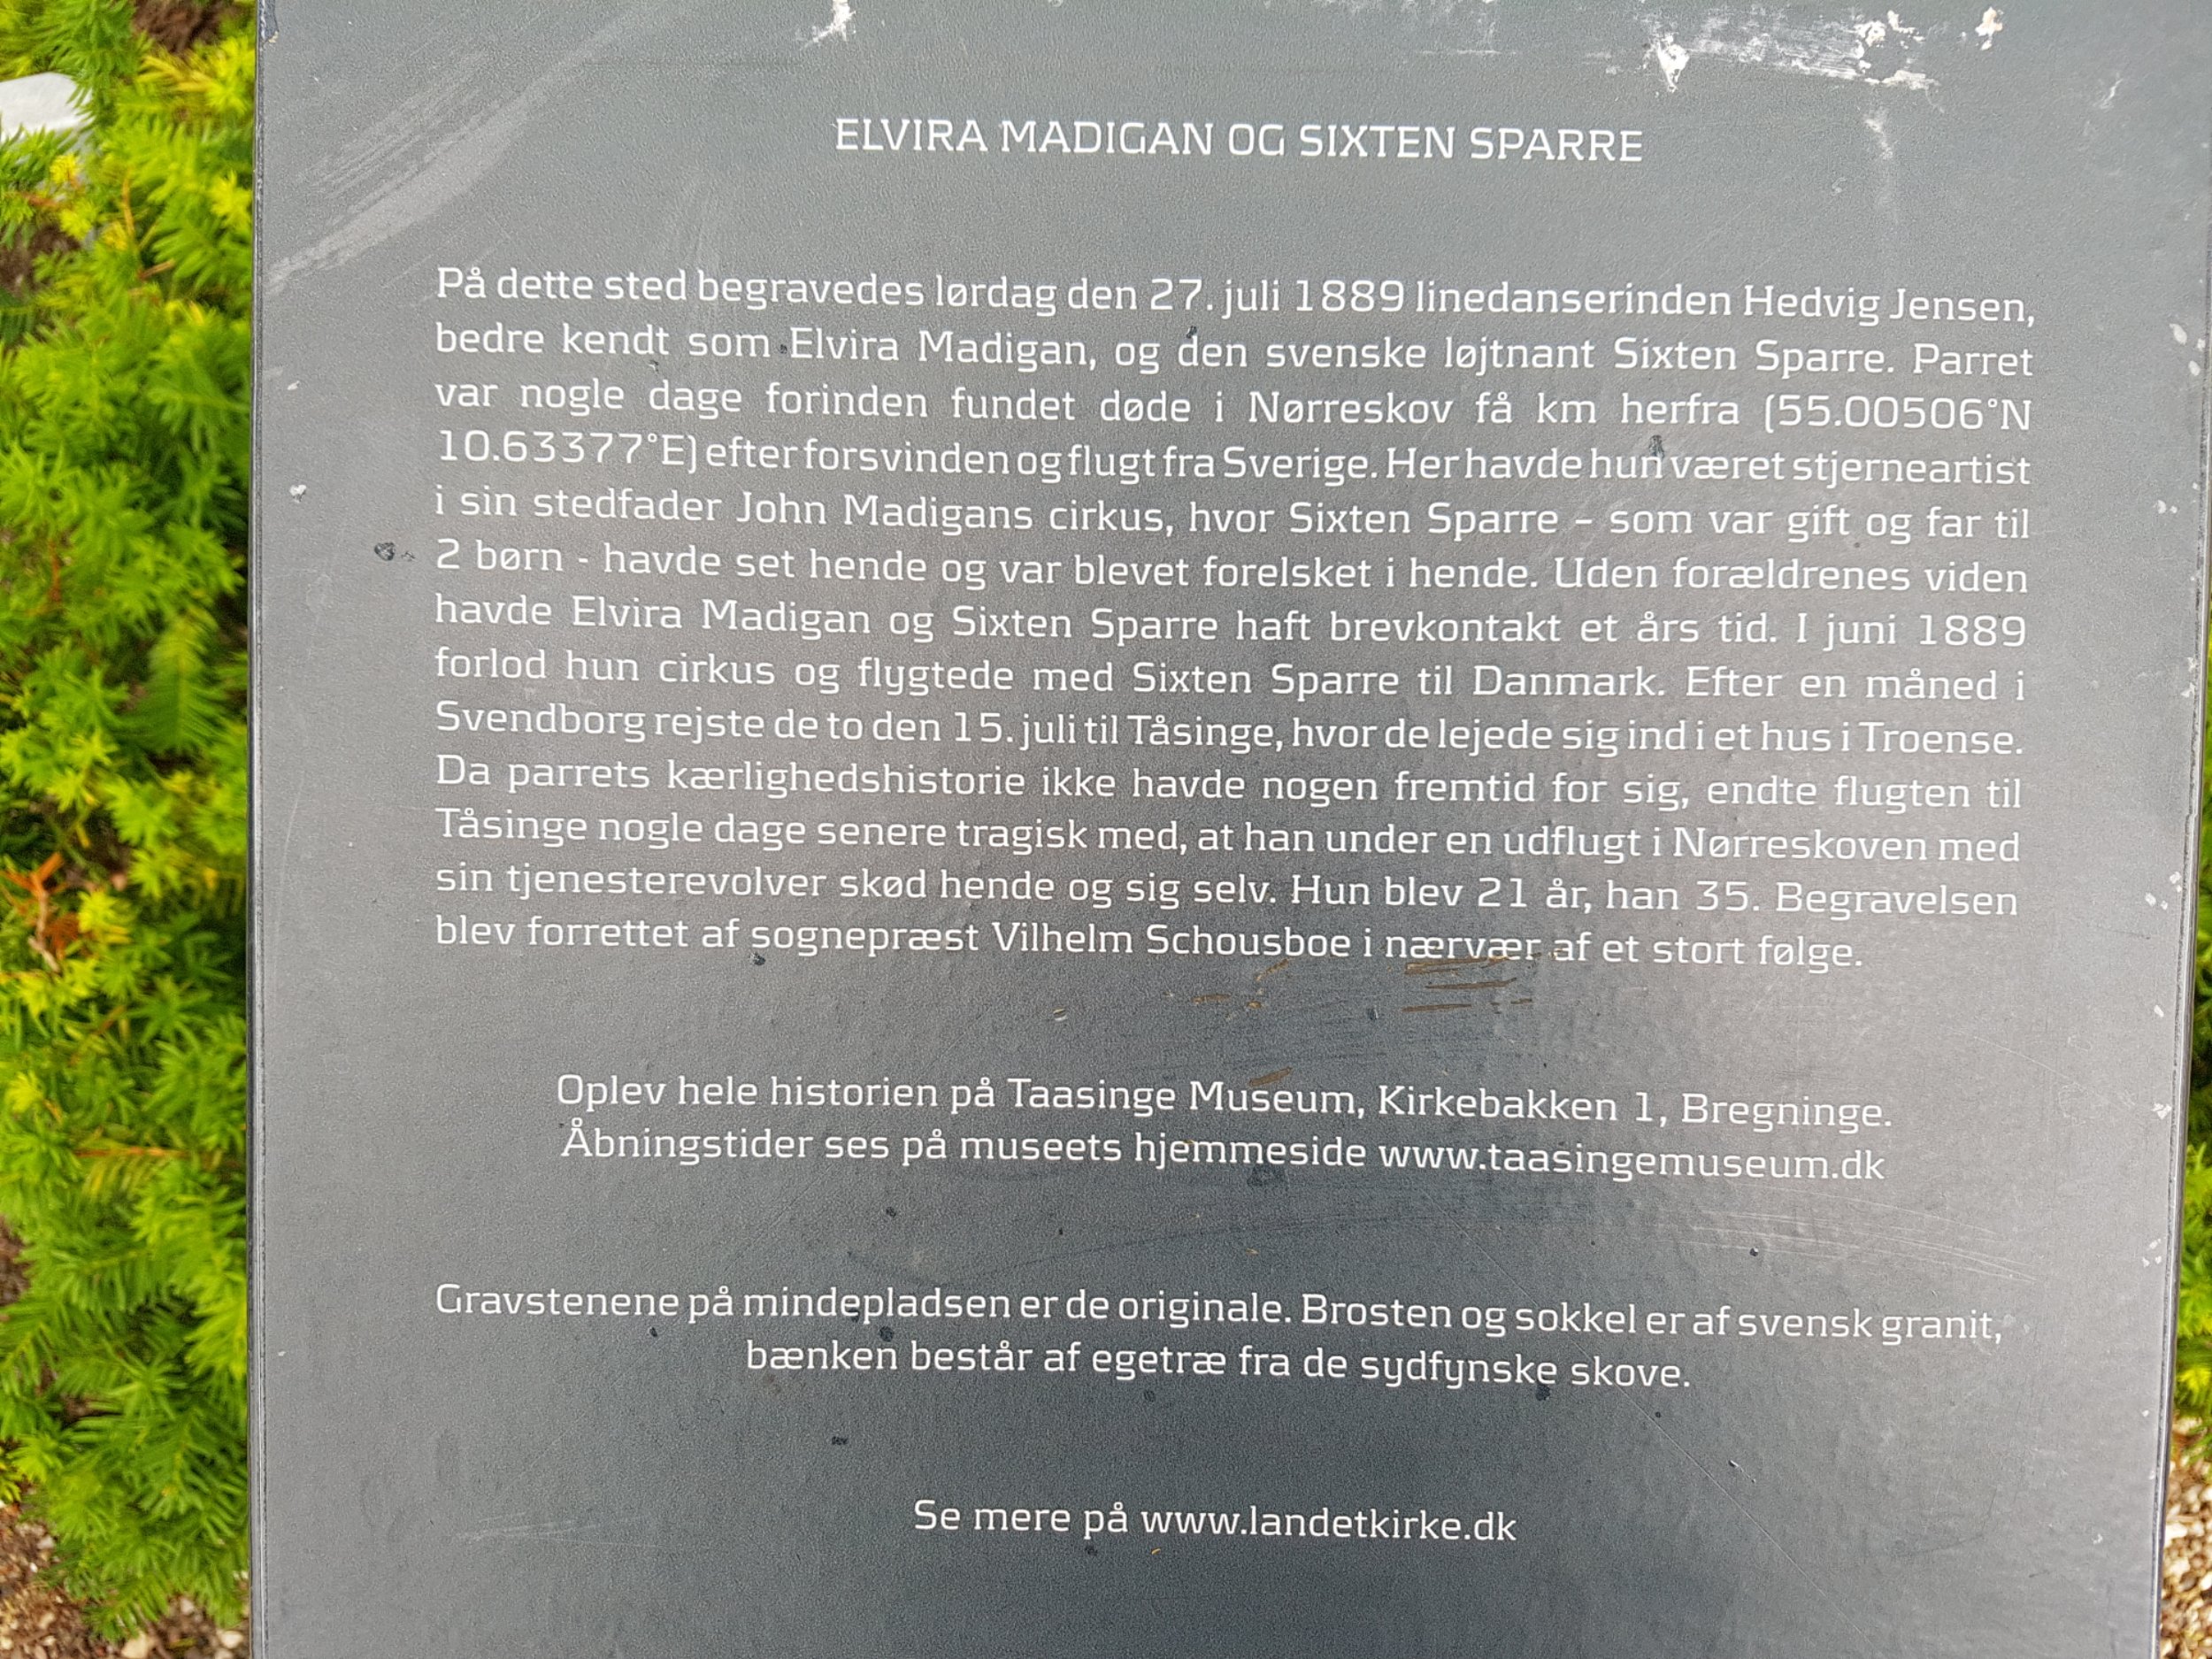 ELVIRA MADIGAN OG SIXTEN SPARRE
På dette sted begravedes lørdag den 27. juli 1889 linedanserinden Hedvig Jensen,
bedre kendt som Elvira Madigan, og den svenske løjtnant Sixten Sparre. Parret
var nogle dage forinden fundet døde i Nørreskov få km herfra (55.00506°N
10.63377°E) efter forsvinden og flugt fra Sverige. Her havde hun været stjerneartist
i sin stedfader John Madigans cirkus, hvor Sixten Sparre – som var gift og far til
2 børn - havde set hende og var blevet forelsket i hende. Uden forældrenes viden
havde Elvira Madigan og Sixten Sparre haft brevkontakt et års tid. I juni 1889
forlod hun cirkus og flygtede med Sixten Sparre til Danmark. Efter en måned i
Svendborg rejste de to den 15. juli til Tåsinge, hvor de lejede sig ind i et hus i Troense.
Da parrets kærlighedshistorie ikke havde nogen fremtid for sig, endte flugten til
Tåsinge nogle dage senere tragisk med, at han under en udflugt i Nørreskoven med
sin tjenesterevolver skød hende og sig selv. Hun blev 21 år, han 35. Begravelsen
blev forrettet af sognepræst Vilhelm Schousboe i nærvær af et stort følge.
Oplev hele historien på Taasinge Museum, Kirkebakken 1, Bregninge.
Åbningstider ses på museets hjemmeside www.taasingemuseum.dk
Gravstenene på mindepladsen er de originale. Brosten og sokkel er af svensk granit,
bænken består af egetræ fra de sydfynske skove.
Se mere på www.landetkirke.dk